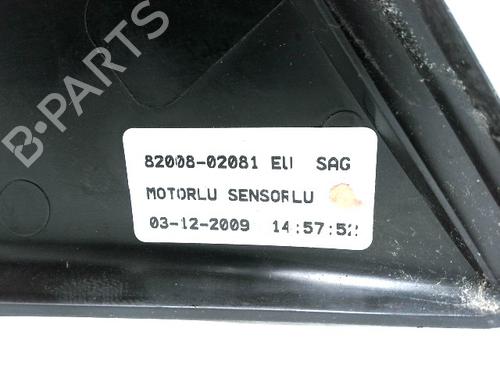 B-PARTS
82008-02081 EU SAG
MOTORLU SENSORLU
03-12-2009 14:57:52